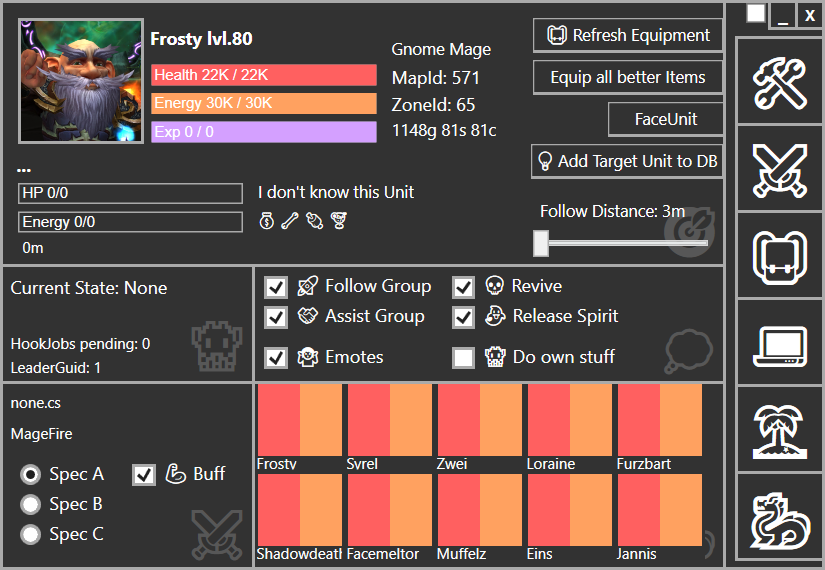 Frosty lvl.80
Health 22K / 22K
Energy 30K / 30K
Exp 0 / 0
Gnome Mage
MapId: 571
ZoneId: 65
1148g 81s 81c
Refresh Equipment
Equip all better Items
FaceUnit
Add Target Unit to DB
_
X
...
HP 0/0
Energy 0/0
0m
I don't know this Unit
Follow Distance: 3m
Current State: None
HookJobs pending: 0
LeaderGuid: 1
Follow Group
Revive
Assist Group
Release Spirit
Emotes
Do own stuff
none.cs
MageFire
Spec A
Buff
Spec B
Spec C
Frosty
Svrel
Zwei
Loraine
Furzbart
Shadowdeath
Facemeltor
Muffelz
Eins
Jannis